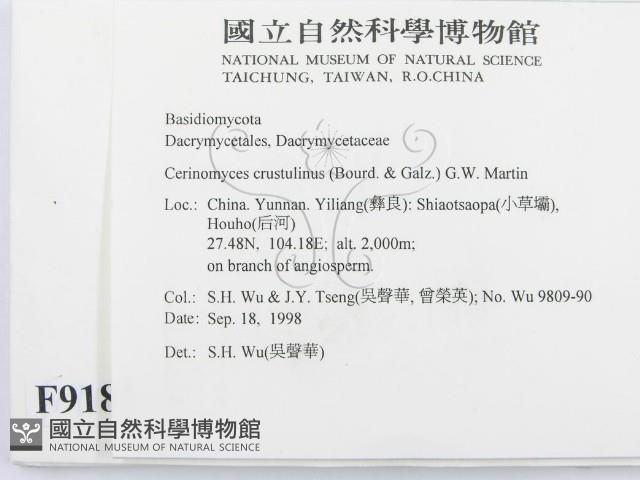 國立自然科學博物館
NATIONAL MUSEUM OF NATURAL SCIENCE
TAICHUNG, TAIWAN, R.O.CHINA
Basidiomycota
Dacrymycetales, Dacrymycetaceae
Cerinomyces crustulinus (Bourd. & Galz.) G.W. Martin
Loc.: China. Yunnan. Yiliang(彝良): Shiaotsaopa(小草壩),
Houho(后河)
27.48N, 104.18E; alt. 2,000m;
on branch of angiosperm.
Col.: S.H. Wu & J.Y. Tseng(吳聲華, 曾榮英); No. Wu 9809-90
Date: Sep. 18, 1998
Det.: S.H. Wu(吳聲華)
F918
國立自然科學博物館
NATIONAL MUSEUM OF NATURAL SCIENCE